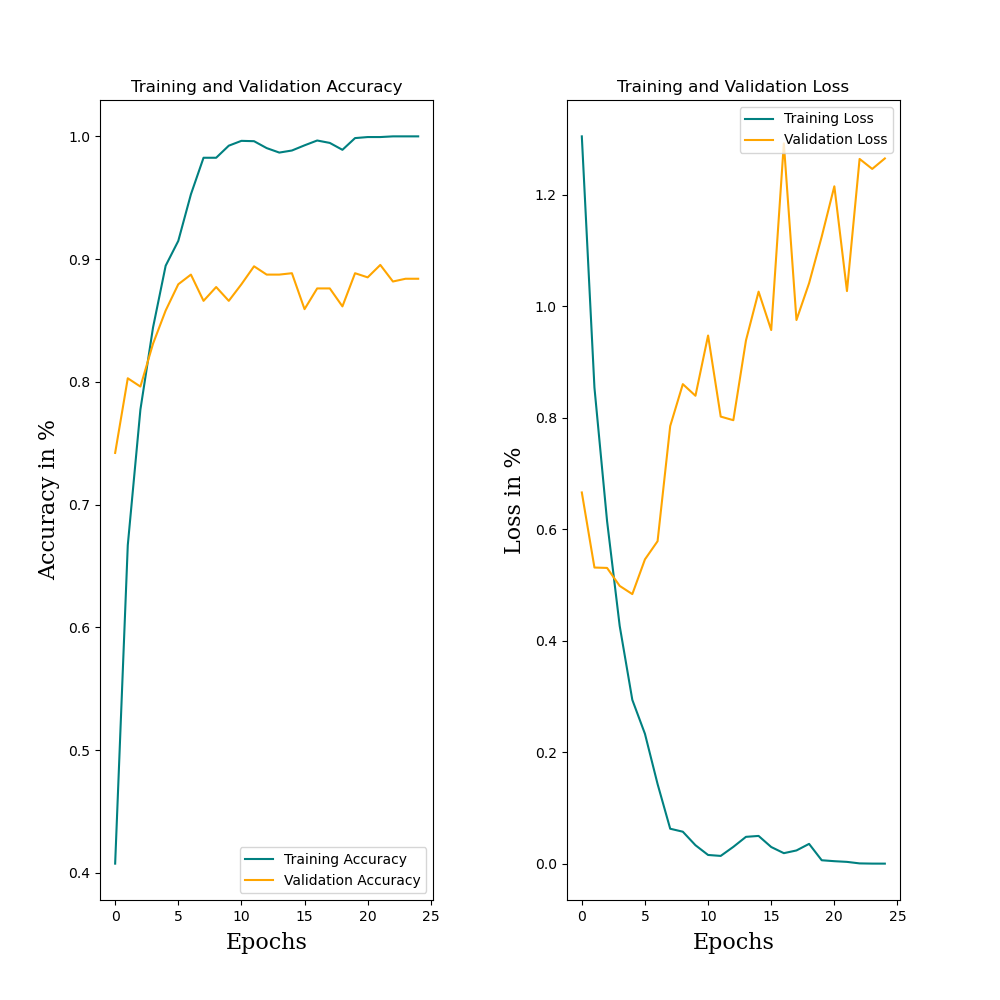 Training and Validation Accuracy
Accuracy in %
1.0
0.9
0.8
0.7
0.6
0.5
0.4
Training Accuracy
Validation Accuracy
0 5 10 15 20 25
Epochs
Training and Validation Loss
Loss in %
Training Loss
Validation Loss
1.2
1.0
0.8
0.6
0.4
0.2
0.0
0 5 10 15 20 25
Epochs